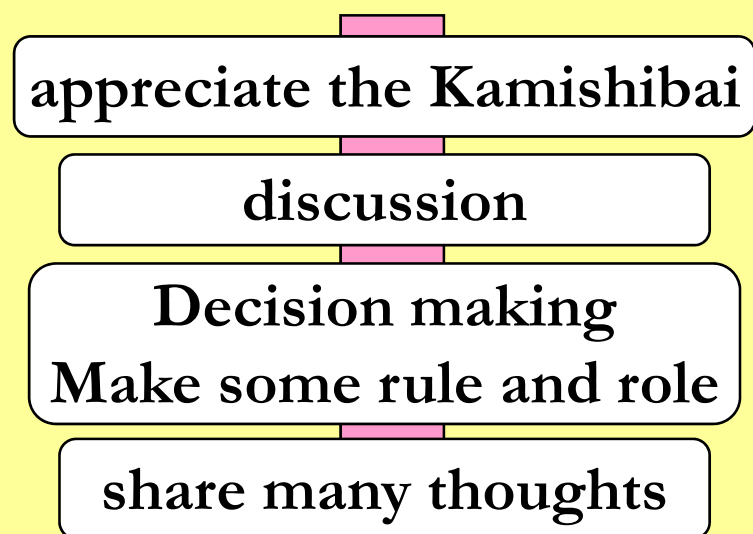 appreciate the Kamishibai
discussion
Decision making
Make some rule and role
share many thoughts